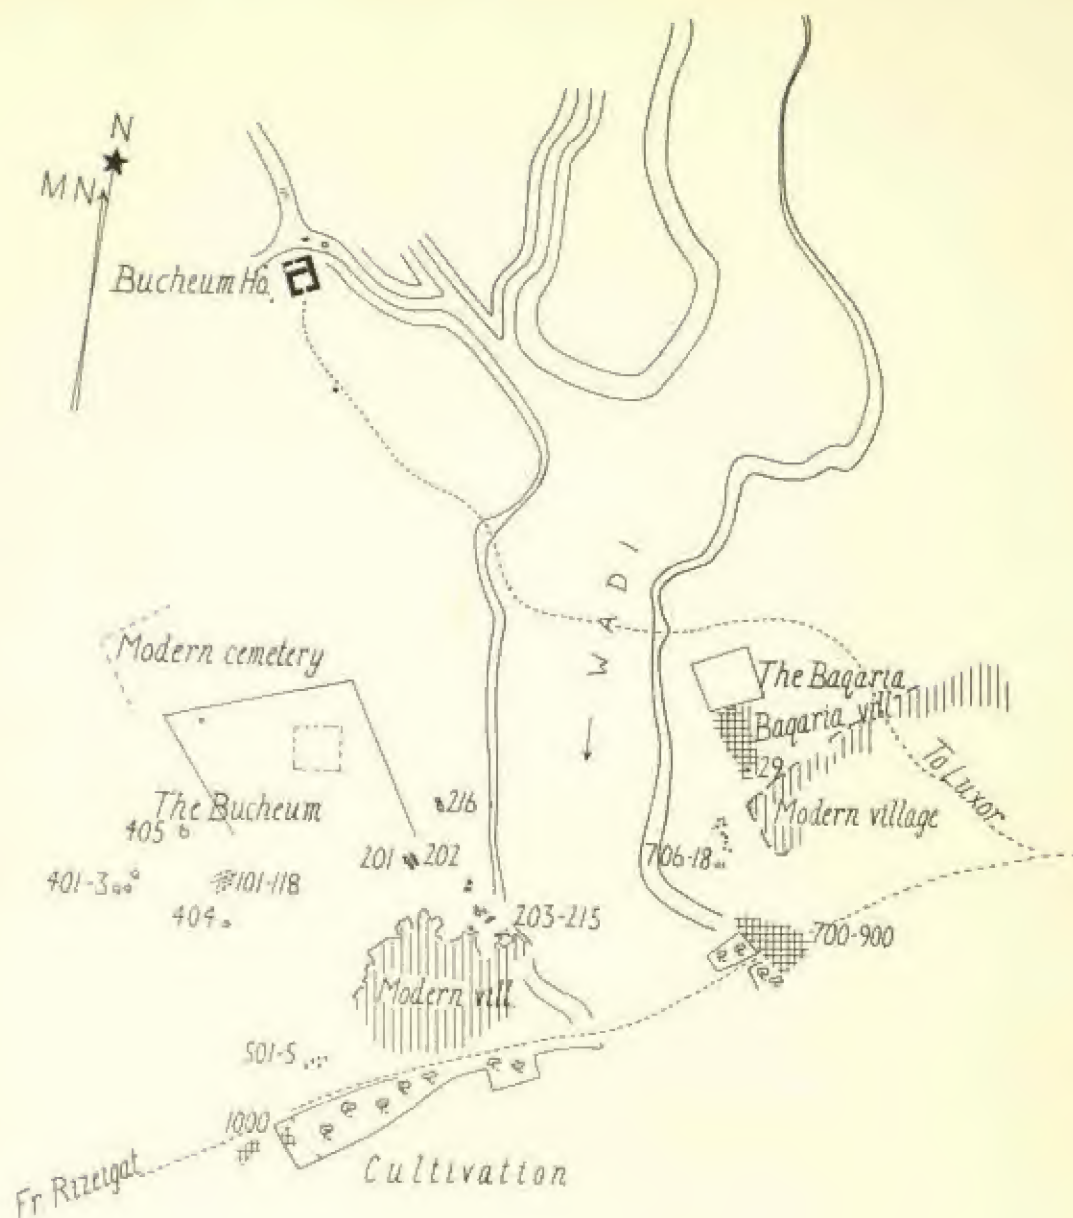 N
MN
Bucheum Ho.
WADI
Modern cemetery
The Baqaria
Baqaria vill.
29
To Luxor
Modern village
The Bucheum
405
216
201
202
706-18
401-3
101-118
404
203-215
700-900
Modern vill.
501-5
1000
Fr. Rizeigat
Cultivation